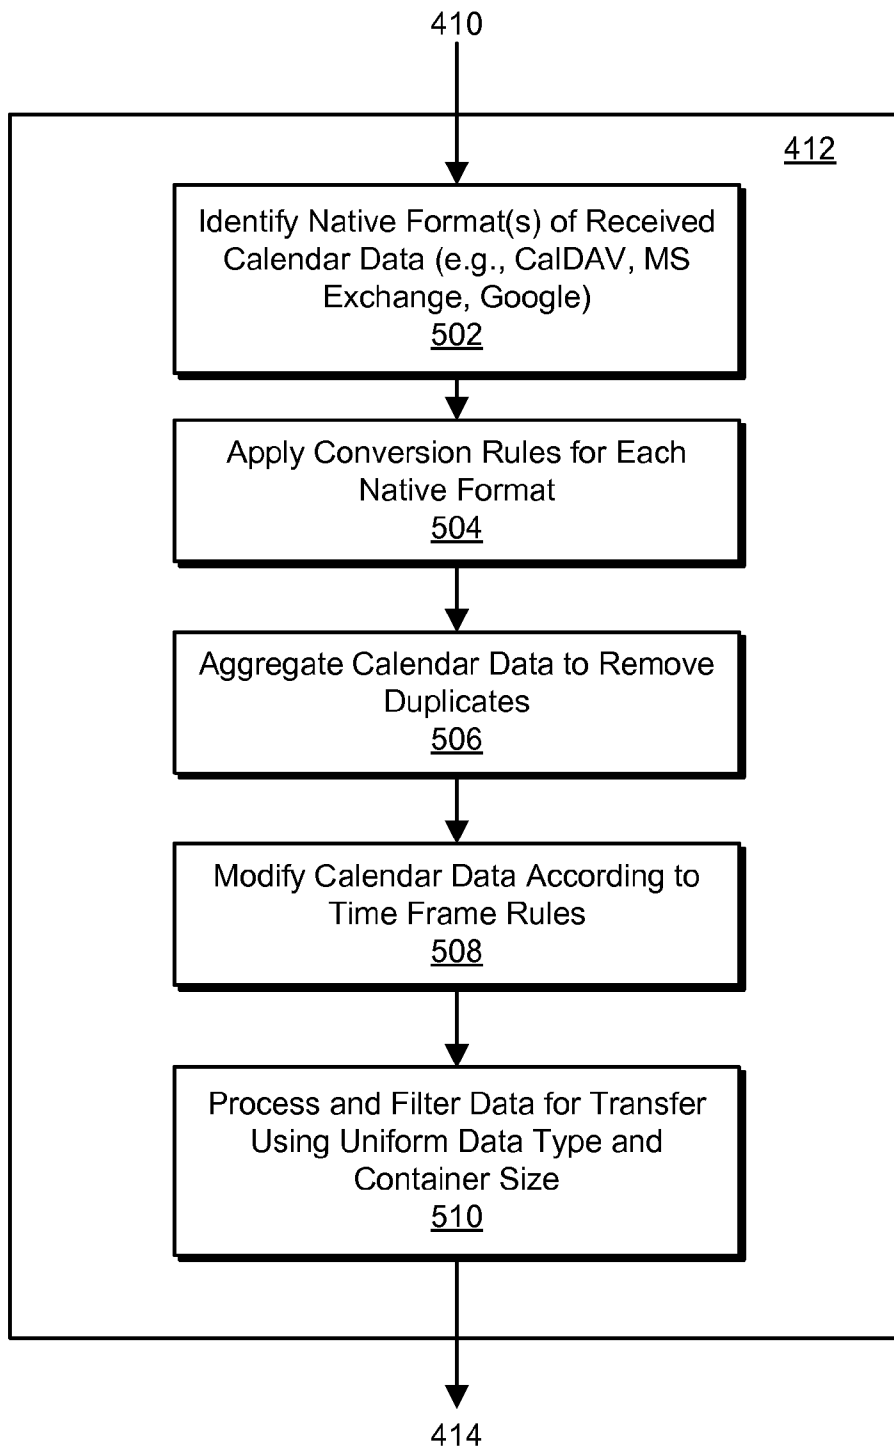 410
412
Identify Native Format(s) of Received
Calendar Data (e.g., CalDAV, MS
Exchange, Google)
502
Apply Conversion Rules for Each
Native Format
504
Aggregate Calendar Data to Remove
Duplicates
506
Modify Calendar Data According to
Time Frame Rules
508
Process and Filter Data for Transfer
Using Uniform Data Type and
Container Size
510
414